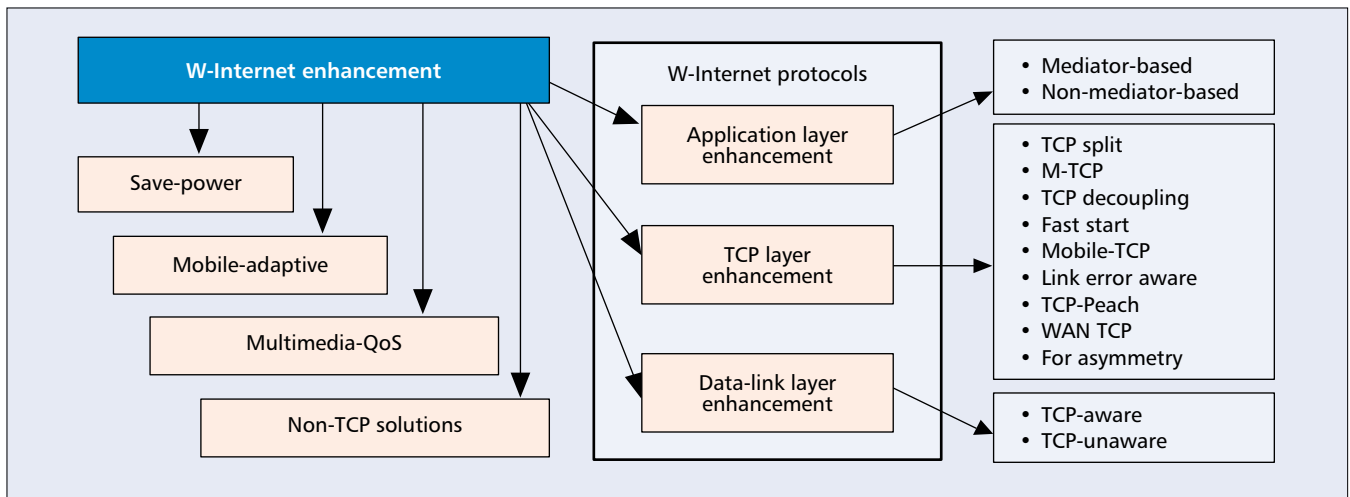 W-Internet enhancement
Save-power
Mobile-adaptive
Multimedia-QoS
Non-TCP solutions
W-Internet protocols
Application layer
enhancement
TCP layer
enhancement
Data-link layer
enhancement
• Mediator-based
• Non-mediator-based
• TCP split
• M-TCP
• TCP decoupling
• Fast start
• Mobile-TCP
• Link error aware
• TCP-Peach
• WAN TCP
• For asymmetry
• TCP-aware
• TCP-unaware